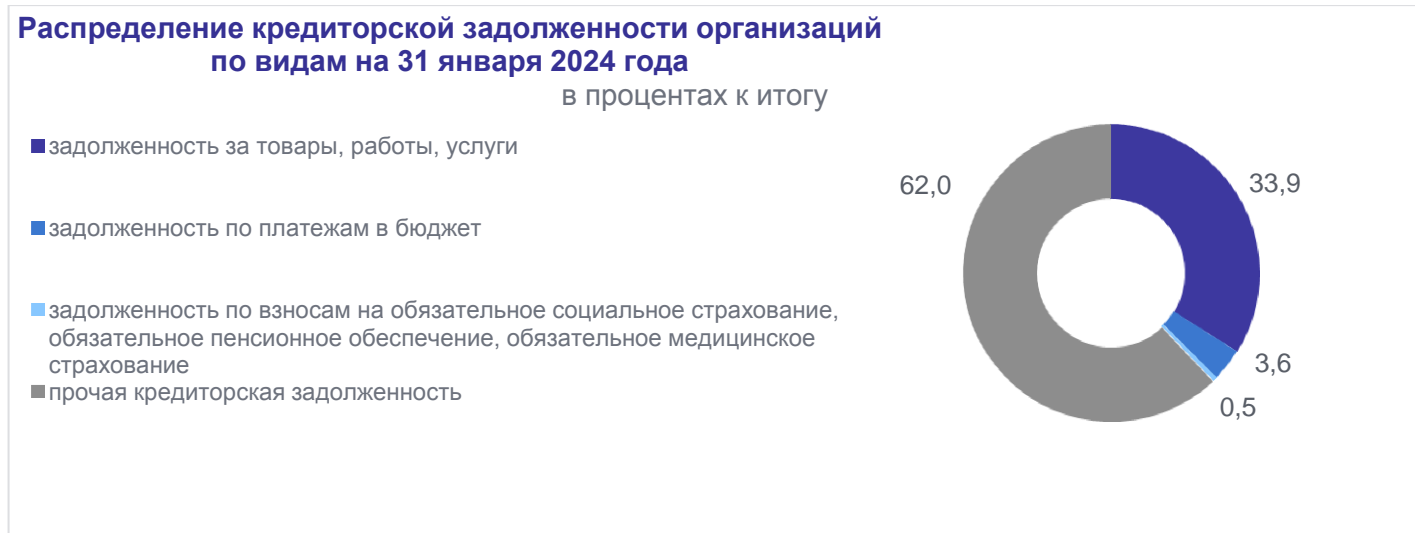 Распределение кредиторской задолженности организаций
по видам на 31 января 2024 года
в процентах к итогу
задолженность за товары, работы, услуги
задолженность по платежам в бюджет
задолженность по взносам на обязательное социальное страхование,
обязательное пенсионное обеспечение, обязательное медицинское
страхование
прочая кредиторская задолженность
62,0
33,9
3,6
0,5